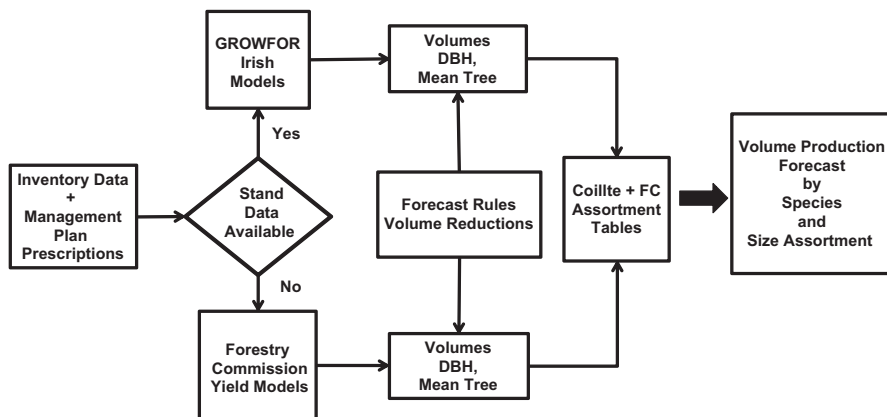 GROWFOR
Irish
Models
Volumes
DBH,
Mean Tree
Yes
Inventory Data
+
Management
Plan
Prescriptions
Stand
Data
Available
Forecast Rules
Volume Reductions
Coillte + FC
Assortment
Tables
Volume Production
Forecast
by
Species
and
Size Assortment
No
Forestry
Commission
Yield Models
Volumes
DBH,
Mean Tree